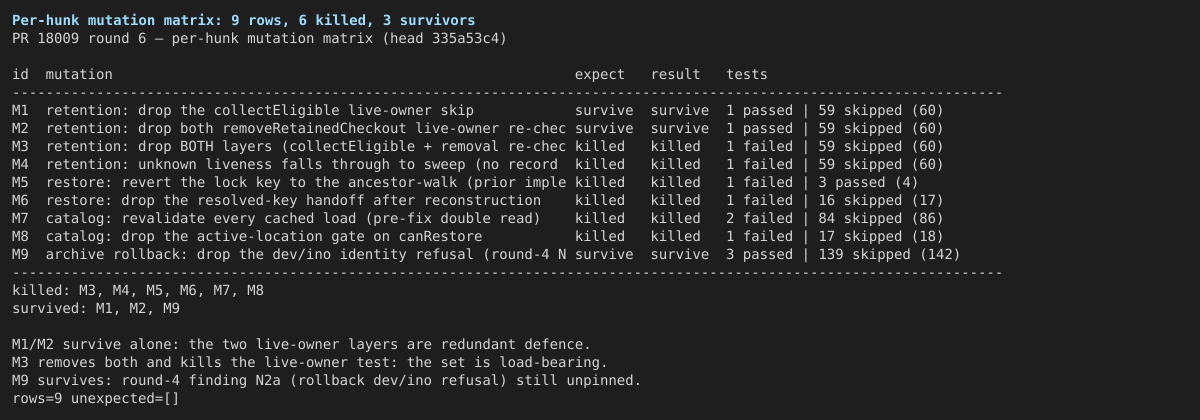 Per-hunk mutation matrix: 9 rows, 6 killed, 3 survivors
PR 18009 round 6 — per-hunk mutation matrix (head 335a53c4)
id  mutation                                                       expect   result   tests
----------------------------------------------------------------------------------------------------------------------
M1  retention: drop the collectEligible live-owner skip            survive  survive  1 passed | 59 skipped (60)
M2  retention: drop both removeRetainedCheckout live-owner re-chec survive  survive  1 passed | 59 skipped (60)
M3  retention: drop BOTH layers (collectEligible + removal re-chec killed   killed   1 failed | 59 skipped (60)
M4  retention: unknown liveness falls through to sweep (no record  killed   killed   1 failed | 59 skipped (60)
M5  restore: revert the lock key to the ancestor-walk (prior imple killed   killed   1 failed | 3 passed (4)
M6  restore: drop the resolved-key handoff after reconstruction    killed   killed   1 failed | 16 skipped (17)
M7  catalog: revalidate every cached load (pre-fix double read)    killed   killed   2 failed | 84 skipped (86)
M8  catalog: drop the active-location gate on canRestore           killed   killed   1 failed | 17 skipped (18)
M9  archive rollback: drop the dev/ino identity refusal (round-4 N survive  survive  3 passed | 139 skipped (142)
----------------------------------------------------------------------------------------------------------------------
killed: M3, M4, M5, M6, M7, M8
survived: M1, M2, M9
M1/M2 survive alone: the two live-owner layers are redundant defence.
M3 removes both and kills the live-owner test: the set is load-bearing.
M9 survives: round-4 finding N2a (rollback dev/ino refusal) still unpinned.
rows=9 unexpected=[]